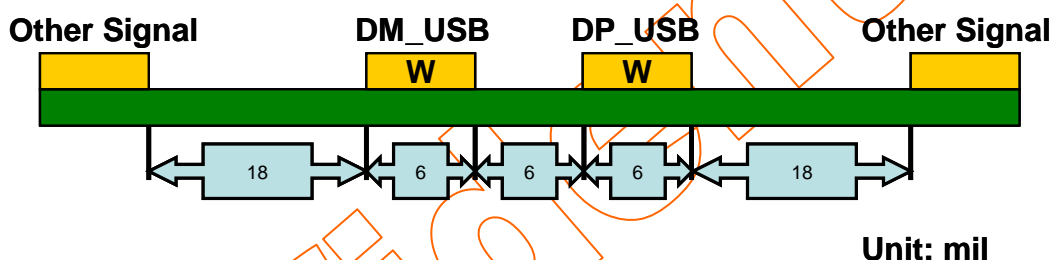 Other Signal DM_USB DP_USB Other Signal
W W
18 6 6 6 18
Unit: mil